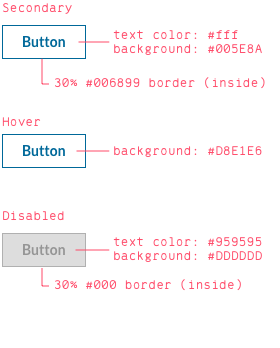 Secondary
Button
text color: #fff
background: #005E8A
30% #006899 border (inside)
Hover
Button
background: #D8E1E6
Disabled
Button
text color: #959595
background: #DDDDDD
30% #000 border (inside)